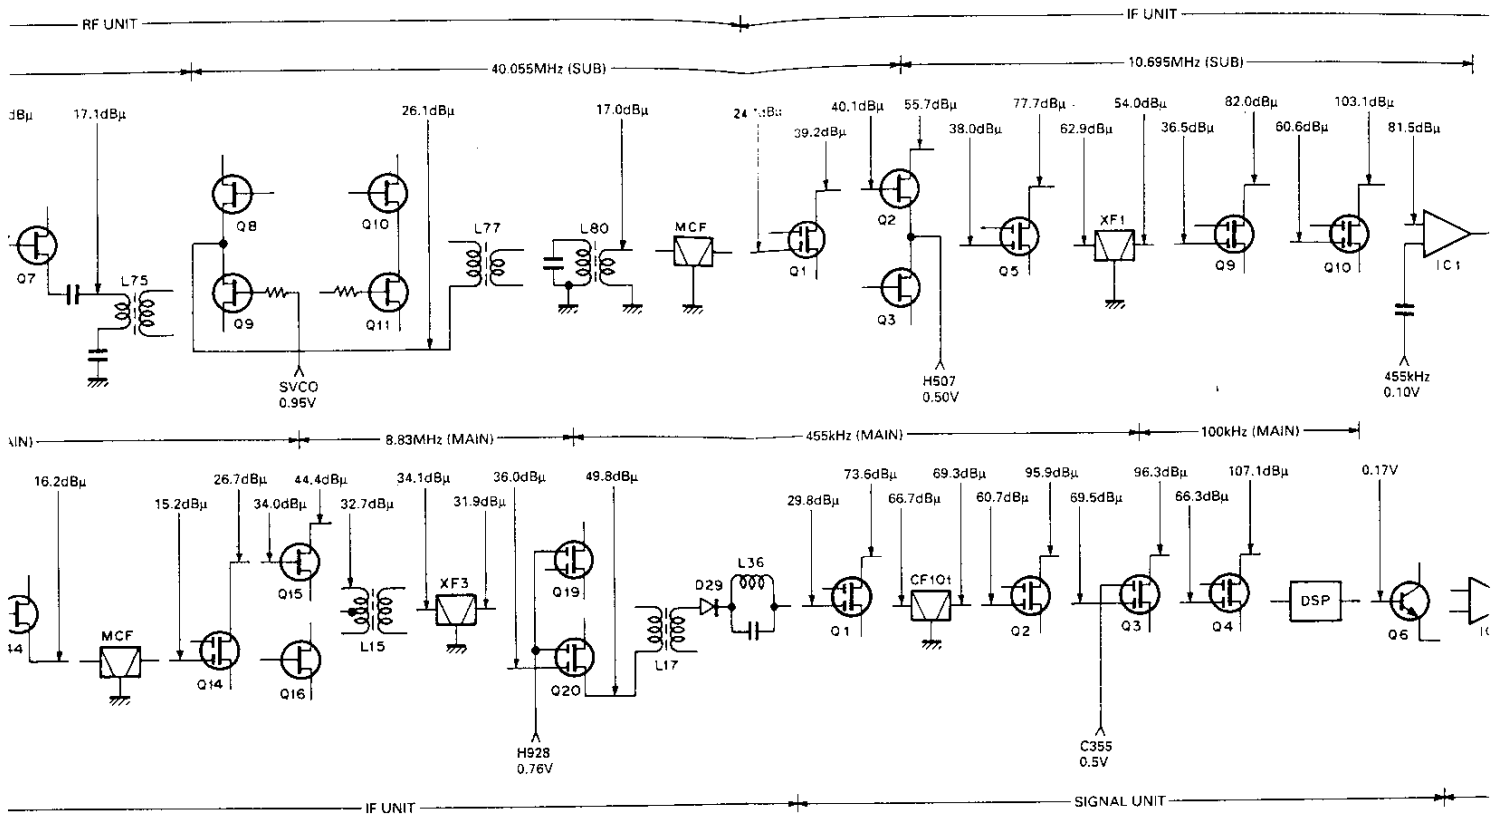 RF UNIT
IF UNIT
40.055MHz (SUB)
10.695MHz (SUB)
dBμ
17.1dBμ
26.1dBμ
17.0dBμ
39.2dBμ
40.1dBμ
55.7dBμ
38.0dBμ
77.7dBμ
62.9dBμ
54.0dBμ
36.5dBμ
82.0dBμ
60.6dBμ
103.1dBμ
81.5dBμ
Q7
L75
Q8
Q9
Q10
Q11
L77
L80
MCF
Q1
Q2
Q3
Q5
XF1
Q9
Q10
IC1
SVCO
0.95V
H507
0.50V
455kHz
0.10V
AIN)
8.83MHz (MAIN)
455kHz (MAIN)
100kHz (MAIN)
16.2dBμ
15.2dBμ
26.7dBμ
34.0dBμ
44.4dBμ
32.7dBμ
34.1dBμ
31.9dBμ
36.0dBμ
49.8dBμ
29.8dBμ
73.6dBμ
66.7dBμ
69.3dBμ
60.7dBμ
95.9dBμ
69.5dBμ
96.3dBμ
66.3dBμ
107.1dBμ
0.17V
MCF
Q14
Q15
Q16
L15
XF3
Q19
Q20
L17
D29
L36
Q1
CF101
Q2
Q3
Q4
DSP
Q6
H928
0.76V
C355
0.5V
IF UNIT
SIGNAL UNIT